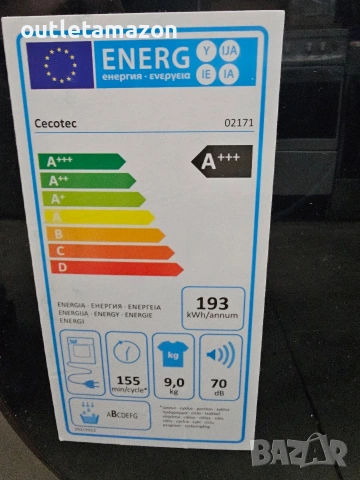 outletamazon
ENERG
Y
IJA
IE
IA
енергия · ενεργεια
Cecotec
02171
A+++
A++
A+
A
B
C
D
A+++
ENERGIA · ЕНЕРГИЯ · ΕΝΕΡΓΕΙΑ
ENERGIJA · ENERGY · ENERGIE
ENERGI
193
kWh/annum
155
min/cycle*
kg
9,0
kg
70
dB
ABCDEFG
BAZAR